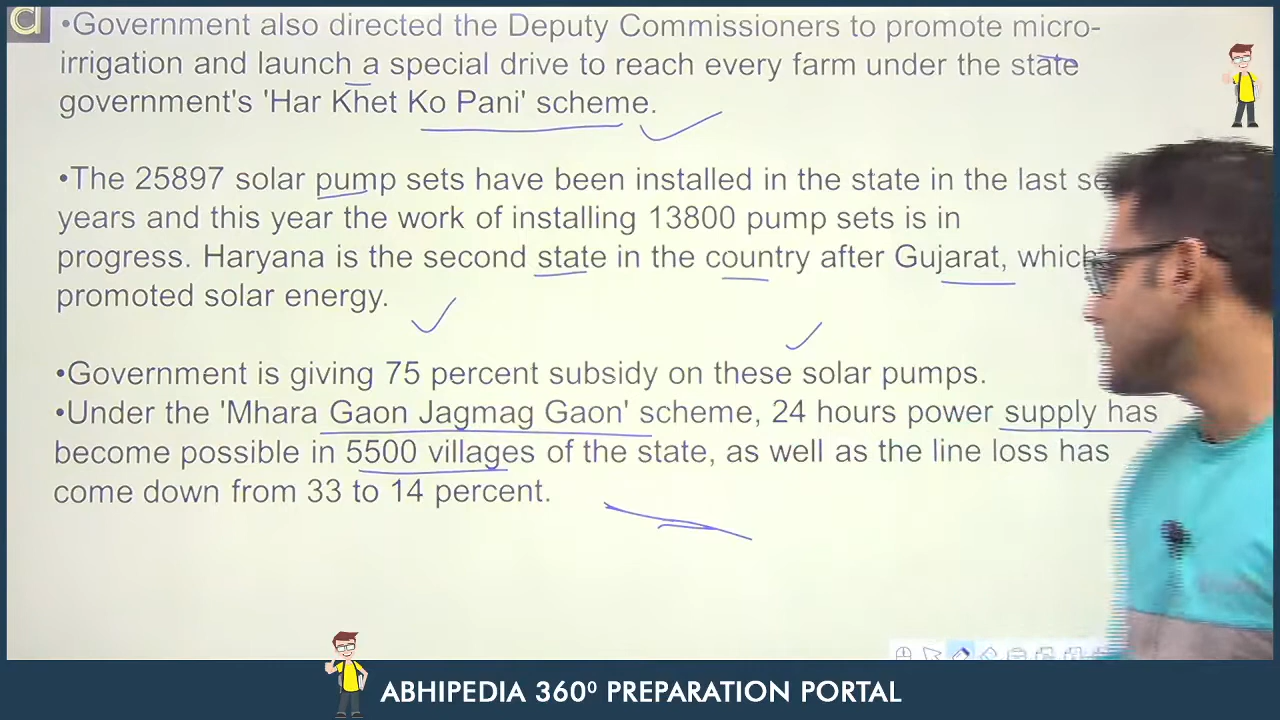 •Government also directed the Deputy Commissioners to promote micro-
irrigation and launch a special drive to reach every farm under the state
government's 'Har Khet Ko Pani' scheme.
•The 25897 solar pump sets have been installed in the state in the last
years and this year the work of installing 13800 pump sets is in
progress. Haryana is the second state in the country after Gujarat, which
promoted solar energy.
•Government is giving 75 percent subsidy on these solar pumps.
•Under the 'Mhara Gaon Jagmag Gaon' scheme, 24 hours power supply has
become possible in 5500 villages of the state, as well as the line loss has
come down from 33 to 14 percent.
ABHIPEDIA 360⁰ PREPARATION PORTAL